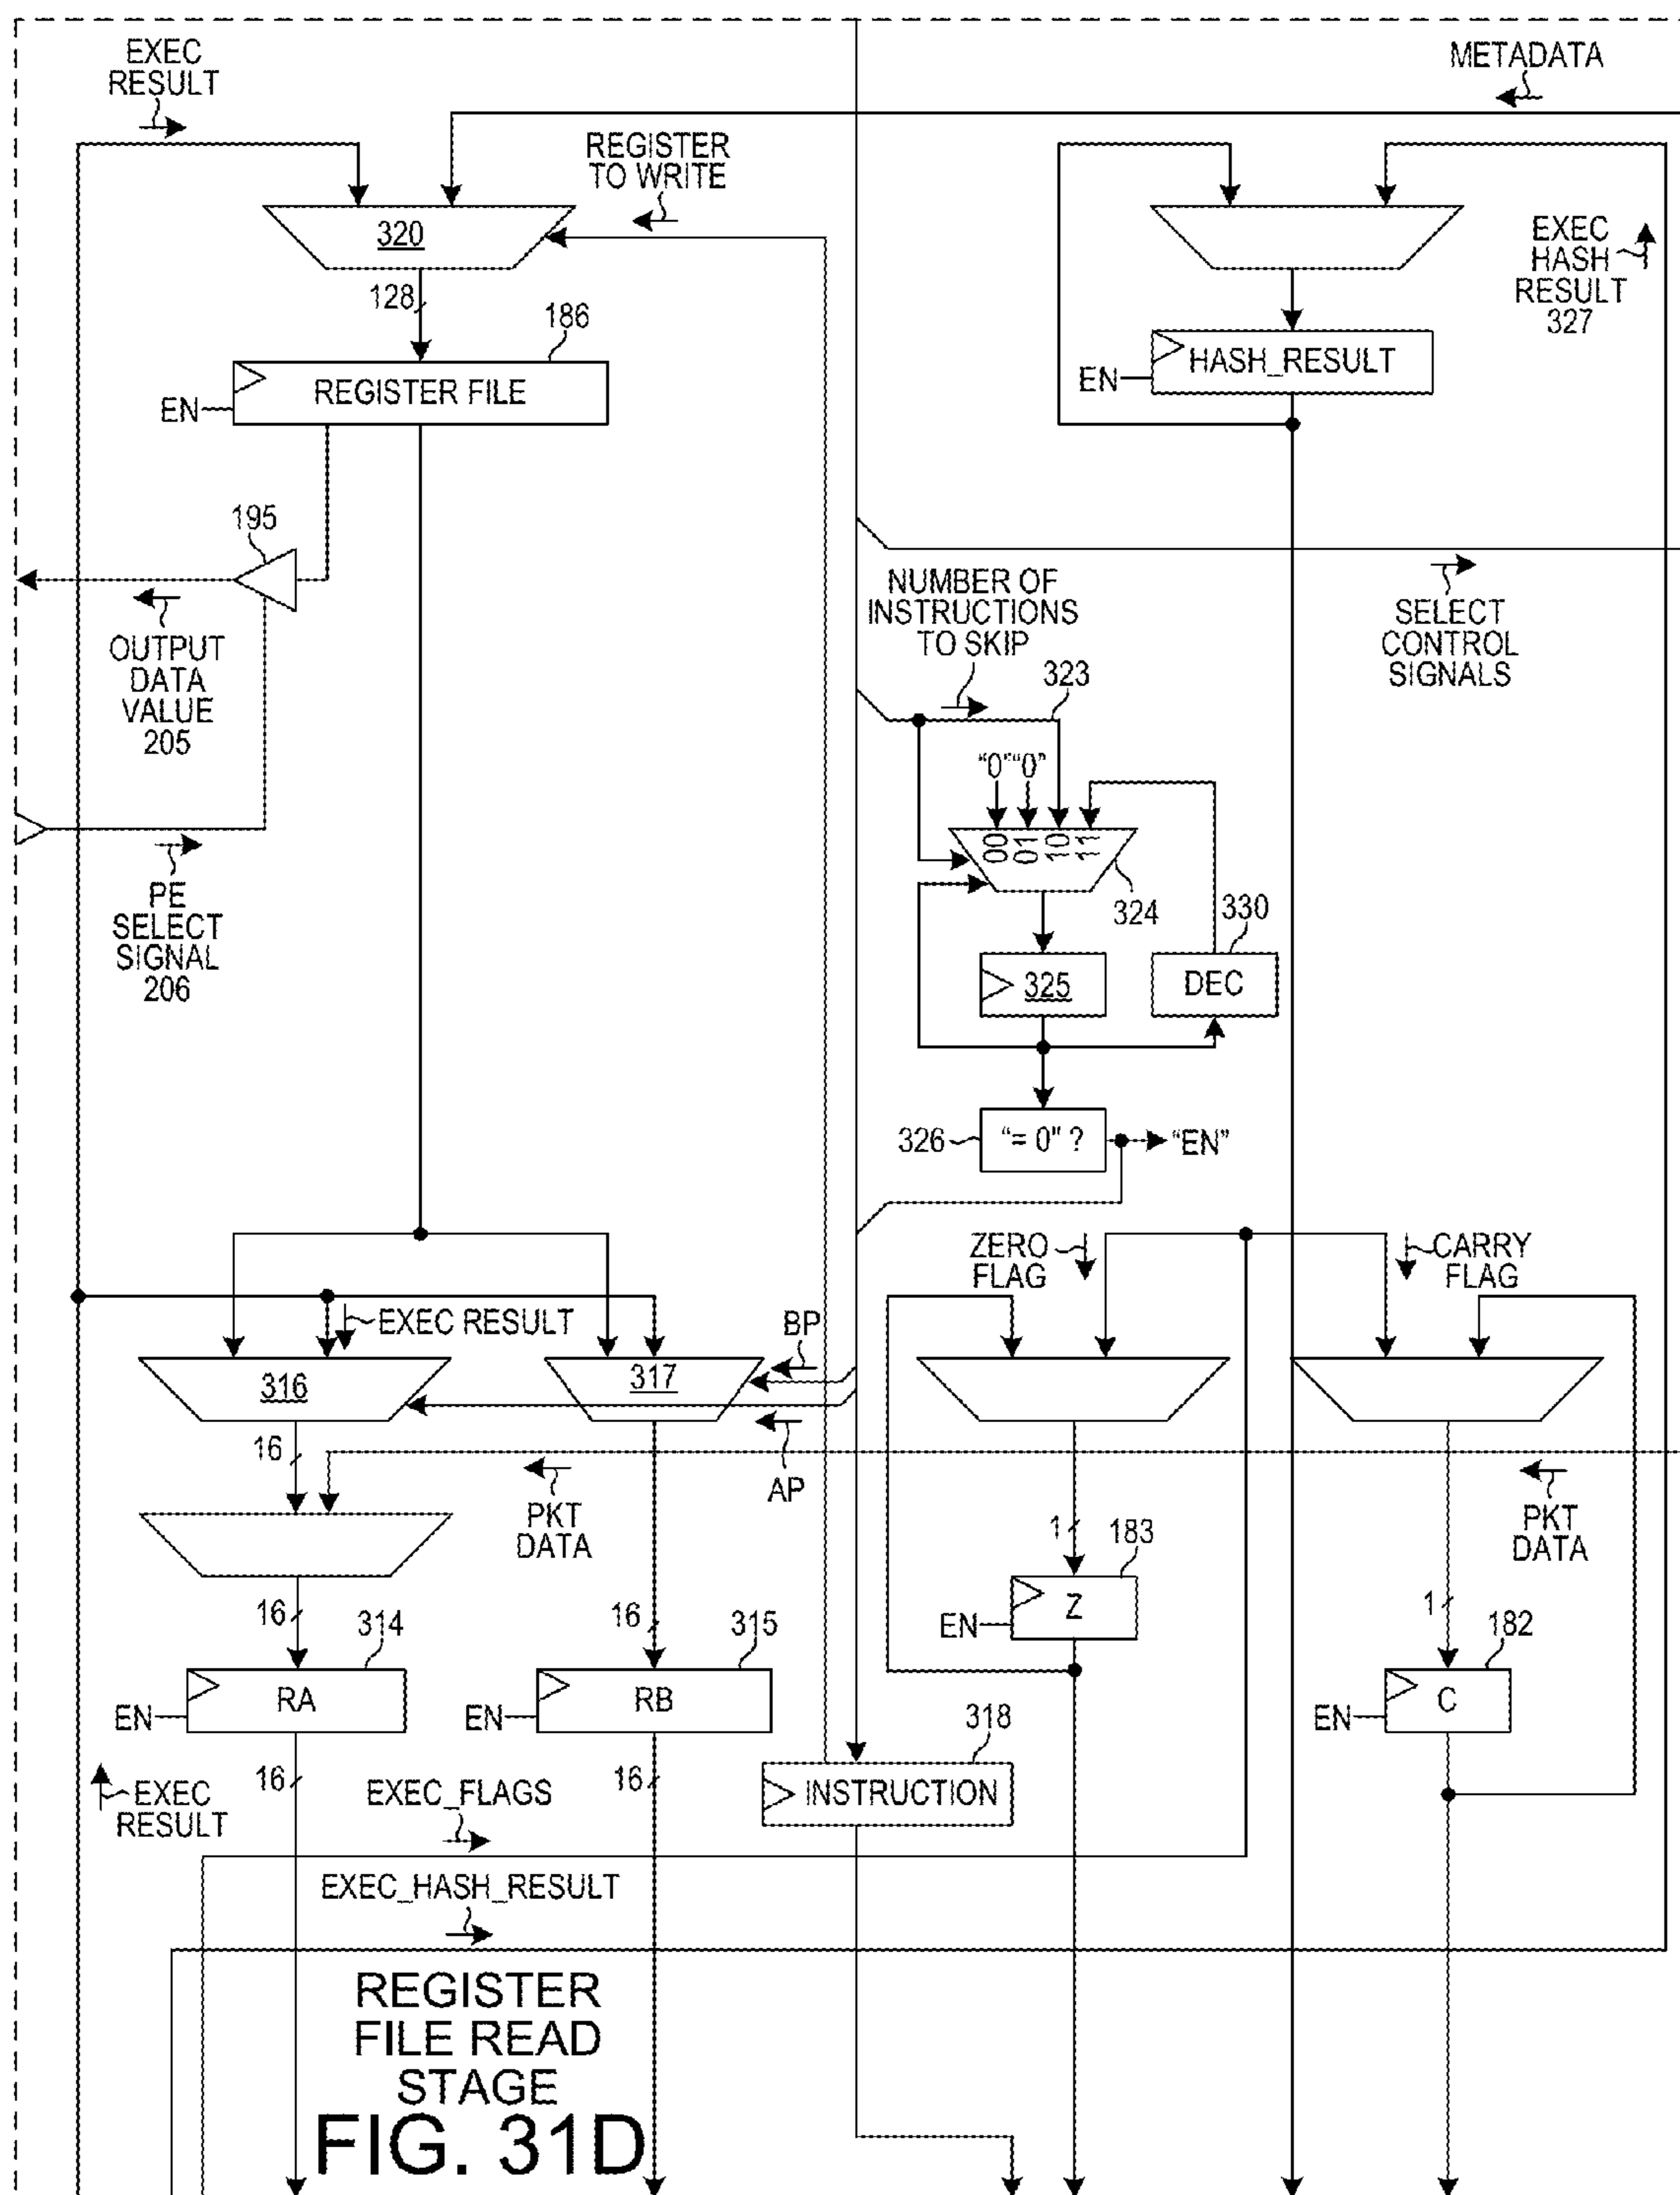 EXEC
RESULT
METADATA
REGISTER
TO WRITE
320
128
186
REGISTER FILE
EN
EXEC
HASH
RESULT
327
HASH_RESULT
EN
195
OUTPUT
DATA
VALUE
205
PE
SELECT
SIGNAL
206
NUMBER OF
INSTRUCTIONS
TO SKIP
323
SELECT
CONTROL
SIGNALS
"0" "0"
00
01
10
11
324
330
325
DEC
326
"= 0" ?
"EN"
ZERO
FLAG
CARRY
FLAG
EXEC RESULT
BP
316
317
AP
16
PKT
DATA
PKT
DATA
1
183
Z
EN
16
314
RA
EN
16
16
315
RB
EN
16
1
182
C
EN
318
INSTRUCTION
EXEC
RESULT
EXEC_FLAGS
EXEC_HASH_RESULT
REGISTER
FILE READ
STAGE
FIG. 31D